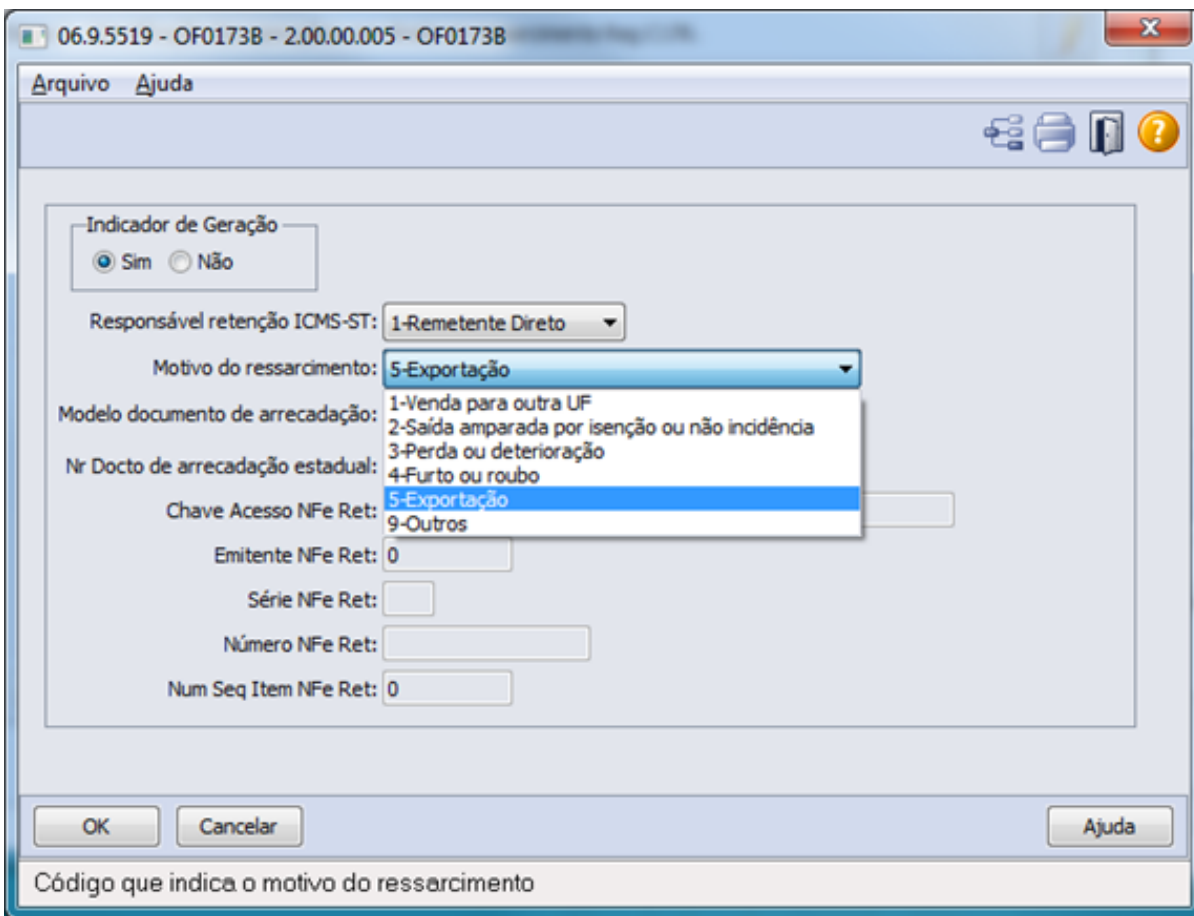 06.9.5519 - OF0173B - 2.00.00.005 - OF0173B
Arquivo Ajuda
?
Indicador de Geração
Sim Não
Responsável retenção ICMS-ST: 1-Remetente Direto
Motivo do ressarcimento: 5-Exportação
1-Venda para outra UF
Modelo documento de arrecadação:
2-Saída amparada por isenção ou não incidência
3-Perda ou deterioração
Nr Docto de arrecadação estadual:
4-Furto ou roubo
5-Exportação
Chave Acesso NFe Ret:
9-Outros
Emitente NFe Ret: 0
Série NFe Ret:
Número NFe Ret:
Num Seq Item NFe Ret: 0
OK Cancelar Ajuda
Código que indica o motivo do ressarcimento